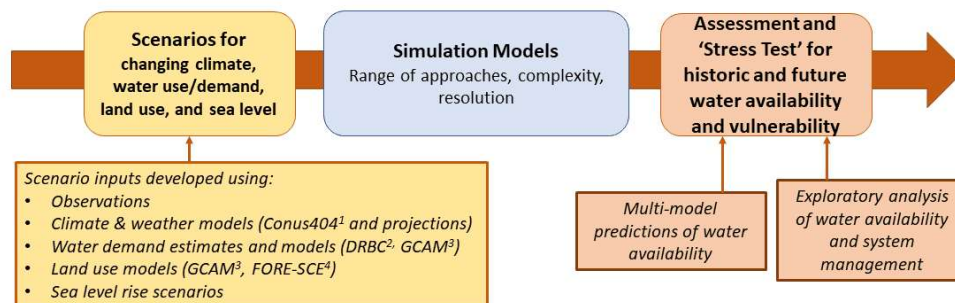 Scenarios for
changing climate,
water use/demand,
land use, and sea level
Simulation Models
Range of approaches, complexity,
resolution
Assessment and
‘Stress Test’ for
historic and future
water availability
and vulnerability
Scenario inputs developed using:
• Observations
• Climate & weather models (Conus404¹ and projections)
• Water demand estimates and models (DRBC², GCAM³)
• Land use models (GCAM³, FORE-SCE⁴)
• Sea level rise scenarios
Multi-model
predictions of water
availability
Exploratory analysis
of water availability
and system
management